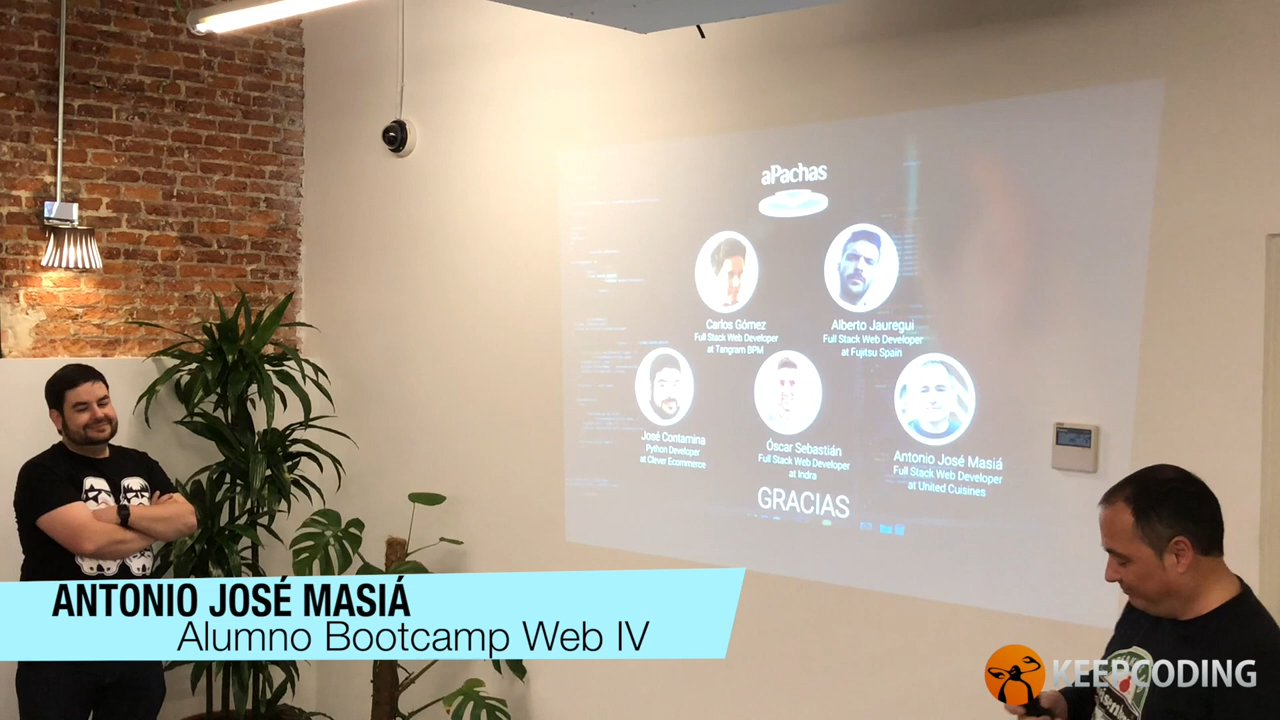 aPachas
Carlos Gómez
Full Stack Web Developer
at Tangram BPM
Alberto Jauregui
Full Stack Web Developer
at Fujitsu Spain
José Contamina
Python Developer
at Clever Ecommerce
Óscar Sebastián
Full Stack Web Developer
at Indra
Antonio José Masiá
Full Stack Web Developer
at United Cuisines
GRACIAS
ANTONIO JOSÉ MASIÁ
Alumno Bootcamp Web IV
KEEPCODING